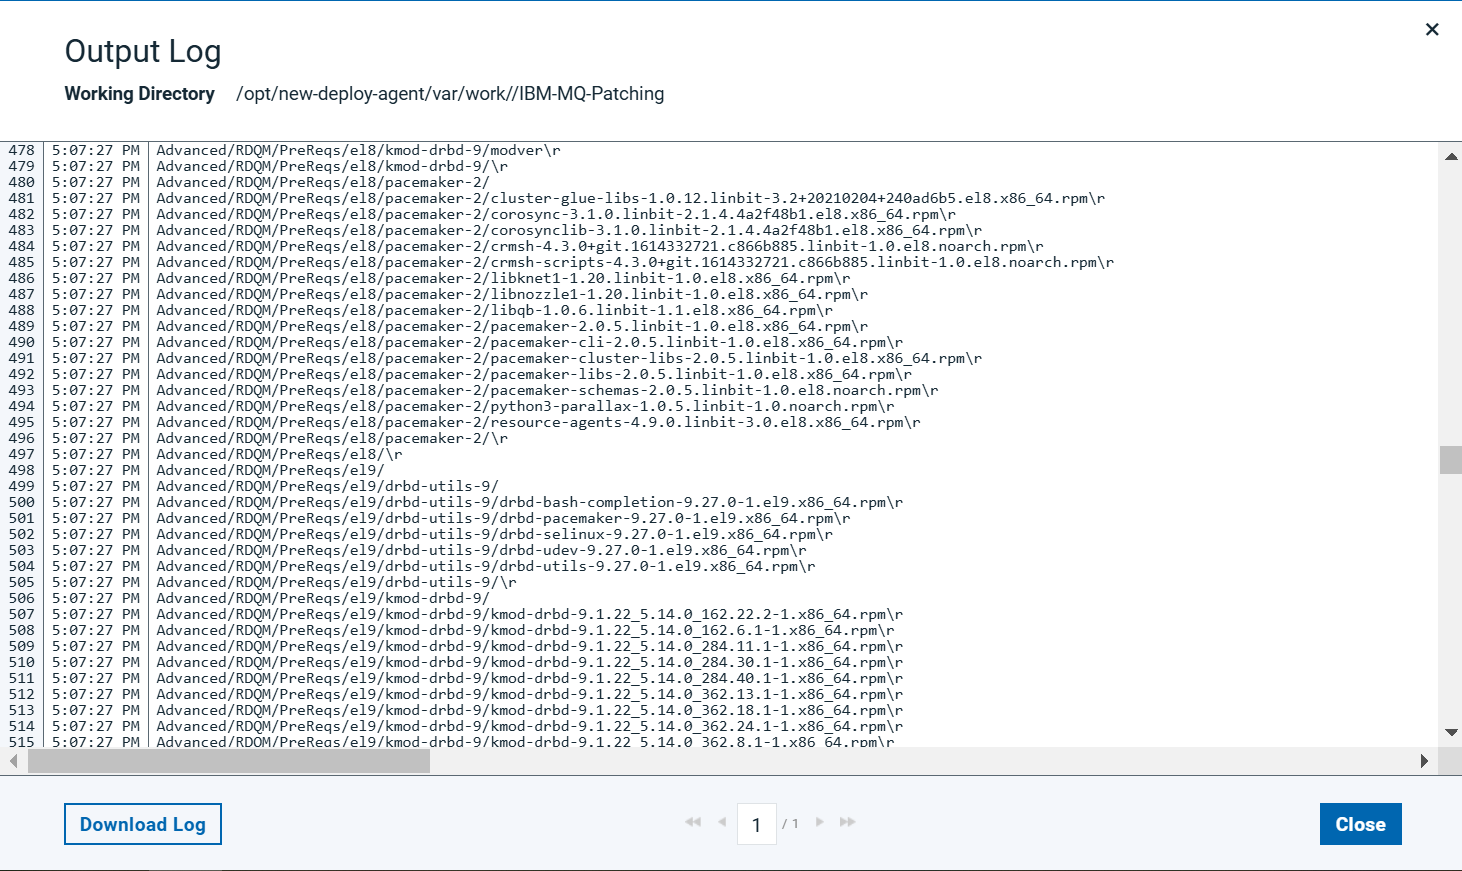 Output Log
Working Directory /opt/new-deploy-agent/var/work//IBM-MQ-Patching
478 5:07:27 PM Advanced/RDQM/PreReqs/el8/kmod-drbd-9/modver\r
479 5:07:27 PM Advanced/RDQM/PreReqs/el8/kmod-drbd-9/\r
480 5:07:27 PM Advanced/RDQM/PreReqs/el8/pacemaker-2/
481 5:07:27 PM Advanced/RDQM/PreReqs/el8/pacemaker-2/cluster-glue-libs-1.0.12.linbit-3.2+20210204+240ad6b5.el8.x86_64.rpm\r
482 5:07:27 PM Advanced/RDQM/PreReqs/el8/pacemaker-2/corosync-3.1.0.linbit-2.1.4.4a2f48b1.el8.x86_64.rpm\r
483 5:07:27 PM Advanced/RDQM/PreReqs/el8/pacemaker-2/corosynclib-3.1.0.linbit-2.1.4.4a2f48b1.el8.x86_64.rpm\r
484 5:07:27 PM Advanced/RDQM/PreReqs/el8/pacemaker-2/crmsh-4.3.0+git.1614332721.c866b885.linbit-1.0.el8.noarch.rpm\r
485 5:07:27 PM Advanced/RDQM/PreReqs/el8/pacemaker-2/crmsh-scripts-4.3.0+git.1614332721.c866b885.linbit-1.0.el8.noarch.rpm\r
486 5:07:27 PM Advanced/RDQM/PreReqs/el8/pacemaker-2/libknet1-1.20.linbit-1.0.el8.x86_64.rpm\r
487 5:07:27 PM Advanced/RDQM/PreReqs/el8/pacemaker-2/libnozzle1-1.20.linbit-1.0.el8.x86_64.rpm\r
488 5:07:27 PM Advanced/RDQM/PreReqs/el8/pacemaker-2/libqb-1.0.6.linbit-1.1.el8.x86_64.rpm\r
489 5:07:27 PM Advanced/RDQM/PreReqs/el8/pacemaker-2/pacemaker-2.0.5.linbit-1.0.el8.x86_64.rpm\r
490 5:07:27 PM Advanced/RDQM/PreReqs/el8/pacemaker-2/pacemaker-cli-2.0.5.linbit-1.0.el8.x86_64.rpm\r
491 5:07:27 PM Advanced/RDQM/PreReqs/el8/pacemaker-2/pacemaker-cluster-libs-2.0.5.linbit-1.0.el8.x86_64.rpm\r
492 5:07:27 PM Advanced/RDQM/PreReqs/el8/pacemaker-2/pacemaker-libs-2.0.5.linbit-1.0.el8.x86_64.rpm\r
493 5:07:27 PM Advanced/RDQM/PreReqs/el8/pacemaker-2/pacemaker-schemas-2.0.5.linbit-1.0.el8.noarch.rpm\r
494 5:07:27 PM Advanced/RDQM/PreReqs/el8/pacemaker-2/python3-parallax-1.0.5.linbit-1.0.noarch.rpm\r
495 5:07:27 PM Advanced/RDQM/PreReqs/el8/pacemaker-2/resource-agents-4.9.0.linbit-3.0.el8.x86_64.rpm\r
496 5:07:27 PM Advanced/RDQM/PreReqs/el8/pacemaker-2/\r
497 5:07:27 PM Advanced/RDQM/PreReqs/el8/\r
498 5:07:27 PM Advanced/RDQM/PreReqs/el9/
499 5:07:27 PM Advanced/RDQM/PreReqs/el9/drbd-utils-9/
500 5:07:27 PM Advanced/RDQM/PreReqs/el9/drbd-utils-9/drbd-bash-completion-9.27.0-1.el9.x86_64.rpm\r
501 5:07:27 PM Advanced/RDQM/PreReqs/el9/drbd-utils-9/drbd-pacemaker-9.27.0-1.el9.x86_64.rpm\r
502 5:07:27 PM Advanced/RDQM/PreReqs/el9/drbd-utils-9/drbd-selinux-9.27.0-1.el9.x86_64.rpm\r
503 5:07:27 PM Advanced/RDQM/PreReqs/el9/drbd-utils-9/drbd-udev-9.27.0-1.el9.x86_64.rpm\r
504 5:07:27 PM Advanced/RDQM/PreReqs/el9/drbd-utils-9/drbd-utils-9.27.0-1.el9.x86_64.rpm\r
505 5:07:27 PM Advanced/RDQM/PreReqs/el9/drbd-utils-9/\r
506 5:07:27 PM Advanced/RDQM/PreReqs/el9/kmod-drbd-9/
507 5:07:27 PM Advanced/RDQM/PreReqs/el9/kmod-drbd-9/kmod-drbd-9.1.22_5.14.0_162.22.2-1.x86_64.rpm\r
508 5:07:27 PM Advanced/RDQM/PreReqs/el9/kmod-drbd-9/kmod-drbd-9.1.22_5.14.0_162.6.1-1.x86_64.rpm\r
509 5:07:27 PM Advanced/RDQM/PreReqs/el9/kmod-drbd-9/kmod-drbd-9.1.22_5.14.0_284.11.1-1.x86_64.rpm\r
510 5:07:27 PM Advanced/RDQM/PreReqs/el9/kmod-drbd-9/kmod-drbd-9.1.22_5.14.0_284.30.1-1.x86_64.rpm\r
511 5:07:27 PM Advanced/RDQM/PreReqs/el9/kmod-drbd-9/kmod-drbd-9.1.22_5.14.0_284.40.1-1.x86_64.rpm\r
512 5:07:27 PM Advanced/RDQM/PreReqs/el9/kmod-drbd-9/kmod-drbd-9.1.22_5.14.0_362.13.1-1.x86_64.rpm\r
513 5:07:27 PM Advanced/RDQM/PreReqs/el9/kmod-drbd-9/kmod-drbd-9.1.22_5.14.0_362.18.1-1.x86_64.rpm\r
514 5:07:27 PM Advanced/RDQM/PreReqs/el9/kmod-drbd-9/kmod-drbd-9.1.22_5.14.0_362.24.1-1.x86_64.rpm\r
515 5:07:27 PM Advanced/RDQM/PreReqs/el9/kmod-drbd-9/kmod-drbd-9.1.22_5.14.0_362.8.1-1.x86_64.rpm\r
Download Log
1 / 1
Close